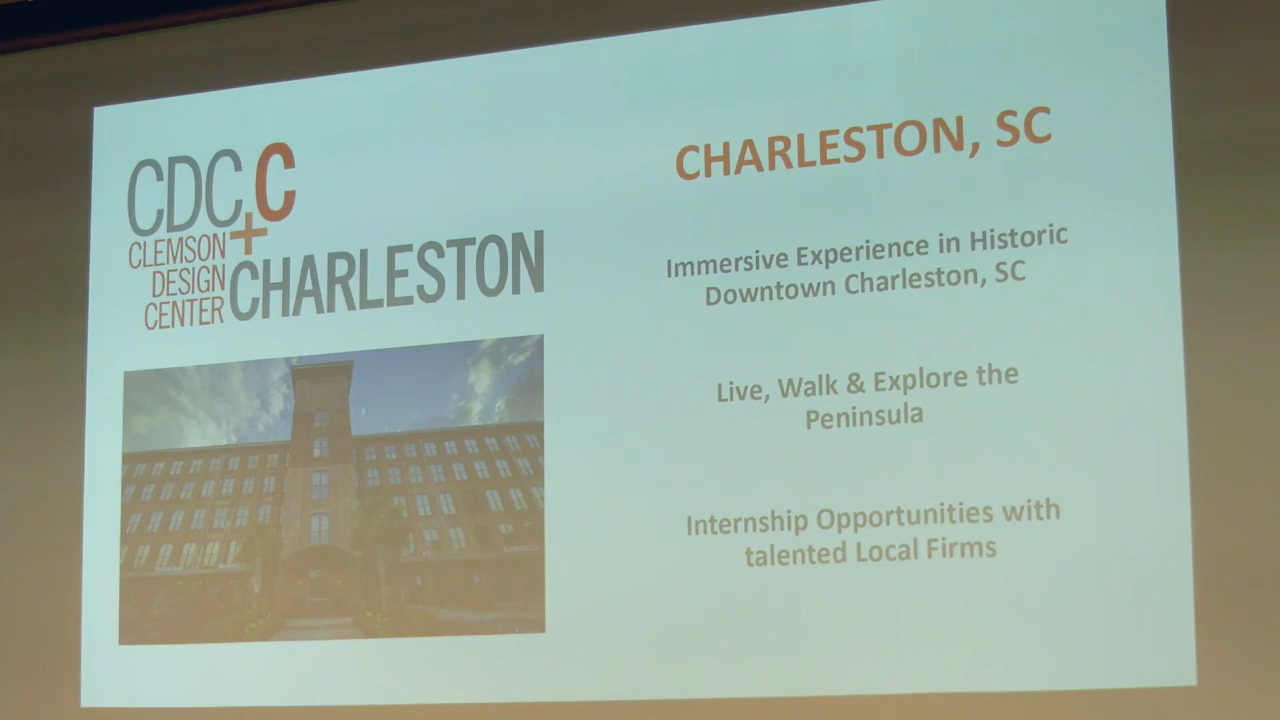 CDC.C
+
CLEMSON
DESIGN
CENTER
CHARLESTON
CHARLESTON, SC
Immersive Experience in Historic
Downtown Charleston, SC
Live, Walk & Explore the
Peninsula
Internship Opportunities with
talented Local Firms